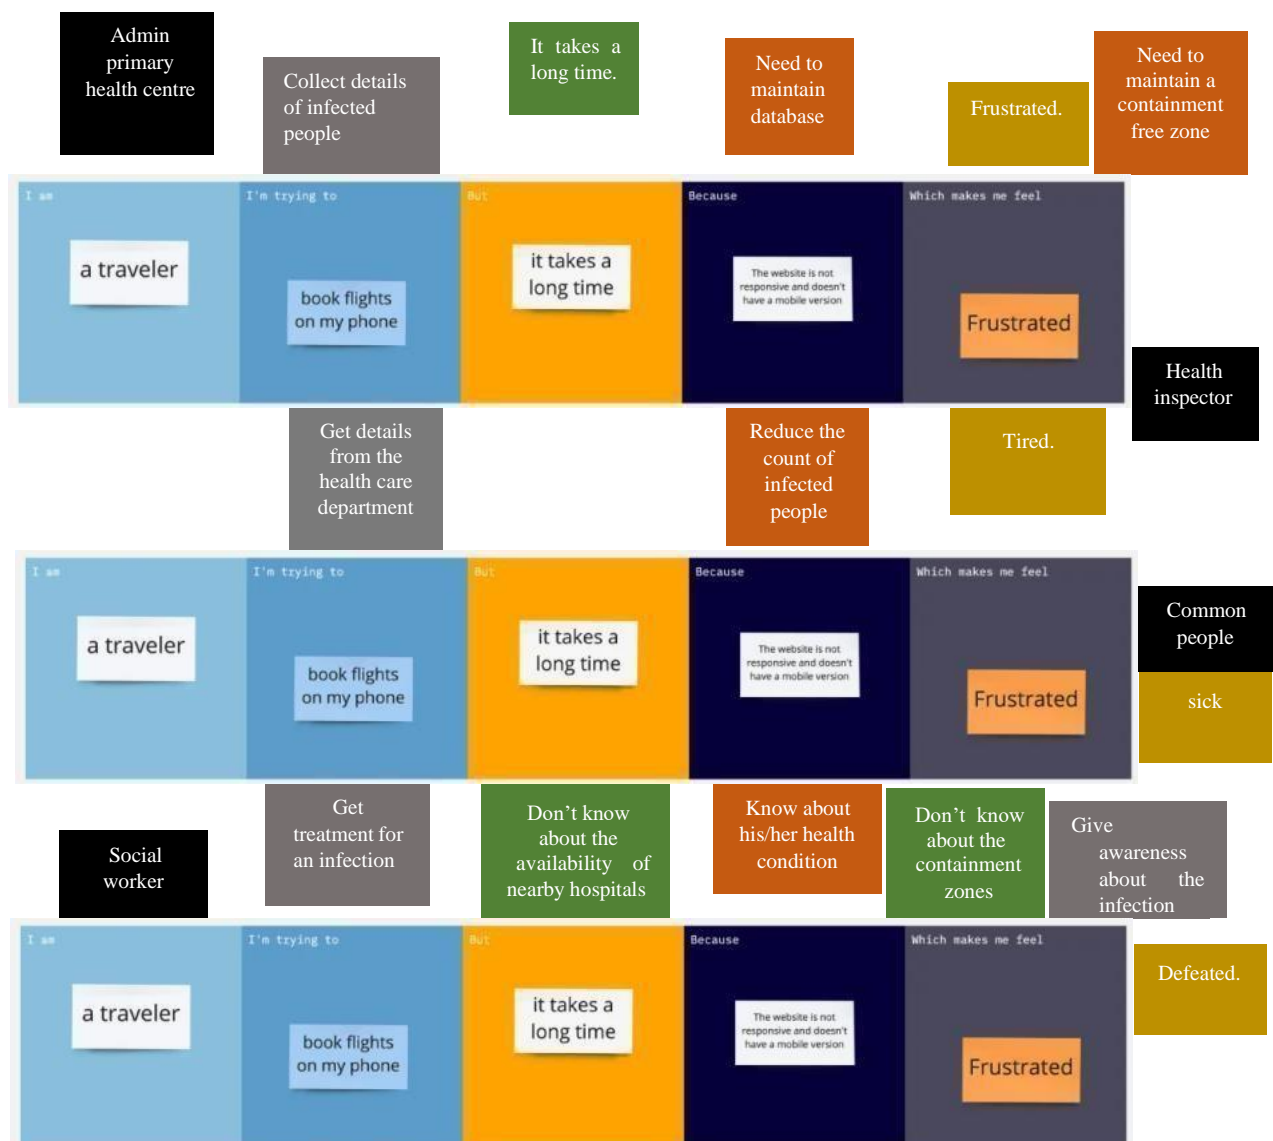 Admin
primary
health centre
Collect details
of infected
people
It takes a
long time.
Need to
maintain
database
Frustrated.
Need to
maintain a
containment
free zone
I am
I'm trying to
But
Because
Which makes me feel
a traveler
book flights
on my phone
it takes a
long time
The website is not
responsive and doesn't
have a mobile version
Frustrated
Health
inspector
Get details
from the
health care
department
Reduce the
count of
infected
people
Tired.
I am
I'm trying to
But
Because
Which makes me feel
a traveler
book flights
on my phone
it takes a
long time
The website is not
responsive and doesn't
have a mobile version
Frustrated
Common
people
sick
Social
worker
Get
treatment for
an infection
Don’t know
about the
availability of
nearby hospitals
Know about
his/her health
condition
Don’t know
about the
containment
zones
Give
awareness
about the
infection
I am
I'm trying to
But
Because
Which makes me feel
a traveler
book flights
on my phone
it takes a
long time
The website is not
responsive and doesn't
have a mobile version
Frustrated
Defeated.